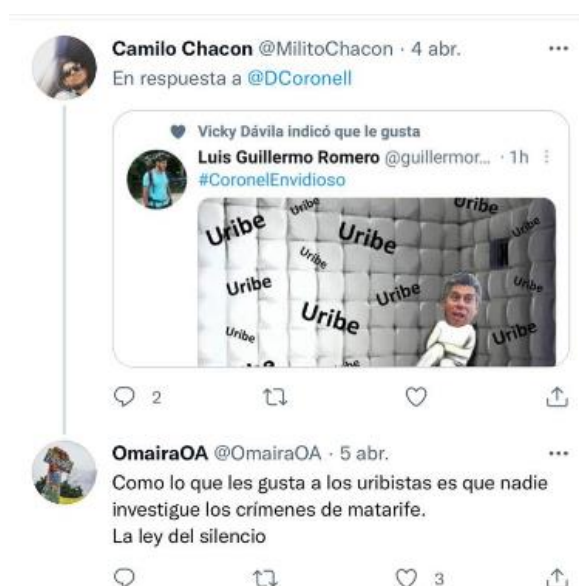 Camilo Chacon @MilitoChacon · 4 abr.
En respuesta a @DCoronell
Vicky Dávila indicó que le gusta
Luis Guillermo Romero @guillermor... · 1h
#CoronelEnvidioso
Uribe
Uribe
Uribe
Uribe
Uribe
Uribe
Uribe
Uribe
Uribe
Uribe
Uribe
Uribe
2
OmairaOA @OmairaOA · 5 abr.
Como lo que les gusta a los uribistas es que nadie
investigue los crímenes de matarife.
La ley del silencio
3